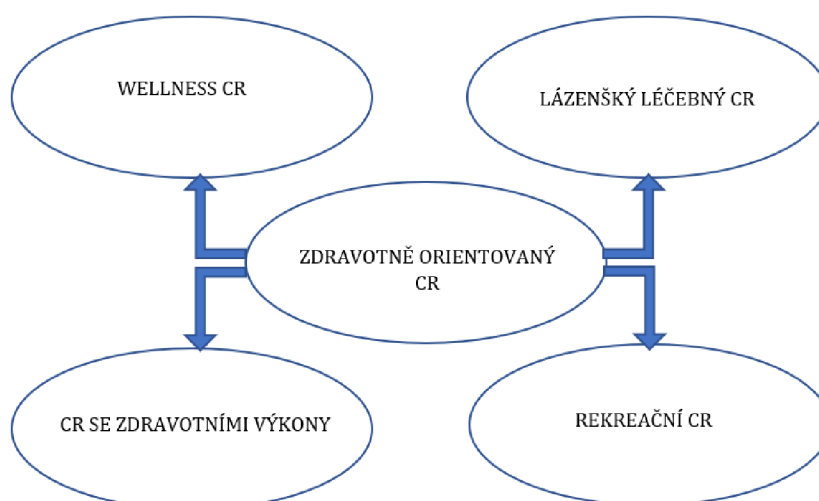 WELLNESS CR
LÁZENŠKÝ LÉČEBNÝ CR
ZDRAVOTNĚ ORIENTOVANÝ
CR
CR SE ZDRAVOTNÍMI VÝKONY
REKREAČNÍ CR